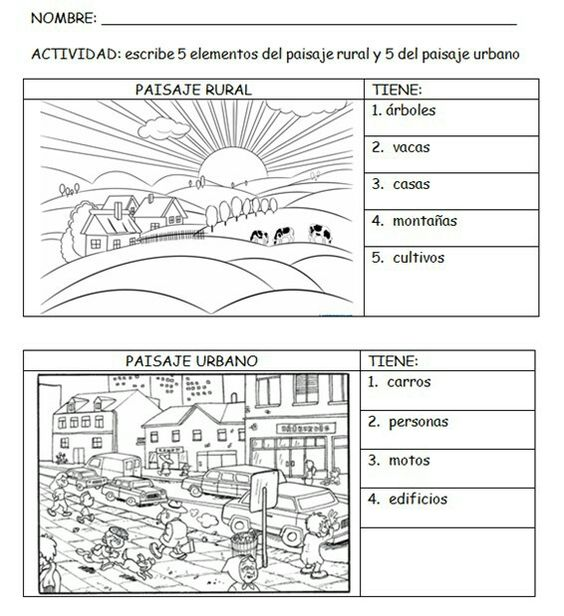 NOMBRE:
ACTIVIDAD: escribe 5 elementos del paisaje rural y 5 del paisaje urbano
PAISAJE RURAL
TIENE:
1. árboles
2. vacas
3. casas
4. montañas
5. cultivos
PAISAJE URBANO
TIENE:
1. carros
2. personas
3. motos
4. edificios